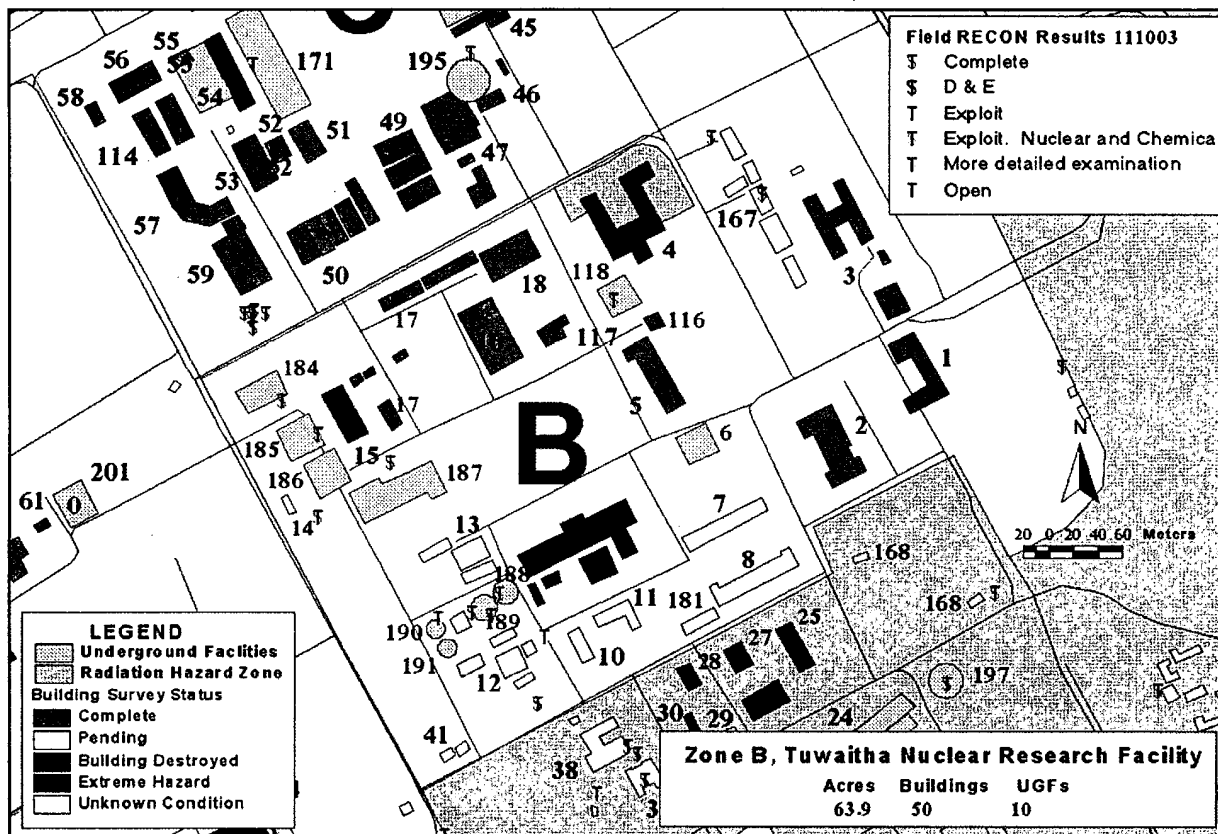 45
55
56
55
171
195
Field RECON Results 111003
Complete
D & E
T Exploit
Exploit. Nuclear and Chemica
T More detailed examination
T Open
58
54
46
52
51
49
114
53
47
57
167
59
50
4
3
18
118
17
117
116
184
1
17
5
B
2
6
185
15
187
N
201
186
61
0
14
7
13
20 0 20 40 60 Meters
188
8
168
11
181
168
LEGEND
Underground Faclities
Radiation Hazard Zone
Building Survey Status
Complete
Pending
Building Destroyed
Extreme Hazard
Unknown Condition
190
189
25
191
27
10
28
12
197
30
29
24
41
38
3
Zone B, Tuwaitha Nuclear Research Facility
Acres Buildings UGFs
63.9 50 10